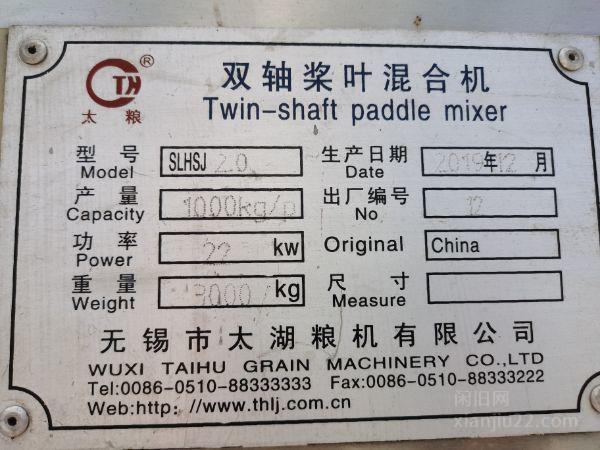 TH®
太粮
双轴桨叶混合机
Twin-shaft paddle mixer
型号 SLHSJ 2.0 生产日期 2019年12月
Model Date
产量 1000kg/p 出厂编号 12
Capacity No
功率 22 kw Original China
Power
重量 3000 kg 尺寸
Weight Measure
无锡市太湖粮机有限公司
WUXI TAIHU GRAIN MACHINERY CO.,LTD
Tel:0086-0510-88333333 Fax:0086-0510-88333222
Web:http: //www.thlj.com.cn
闲旧网
xianjiu22.com